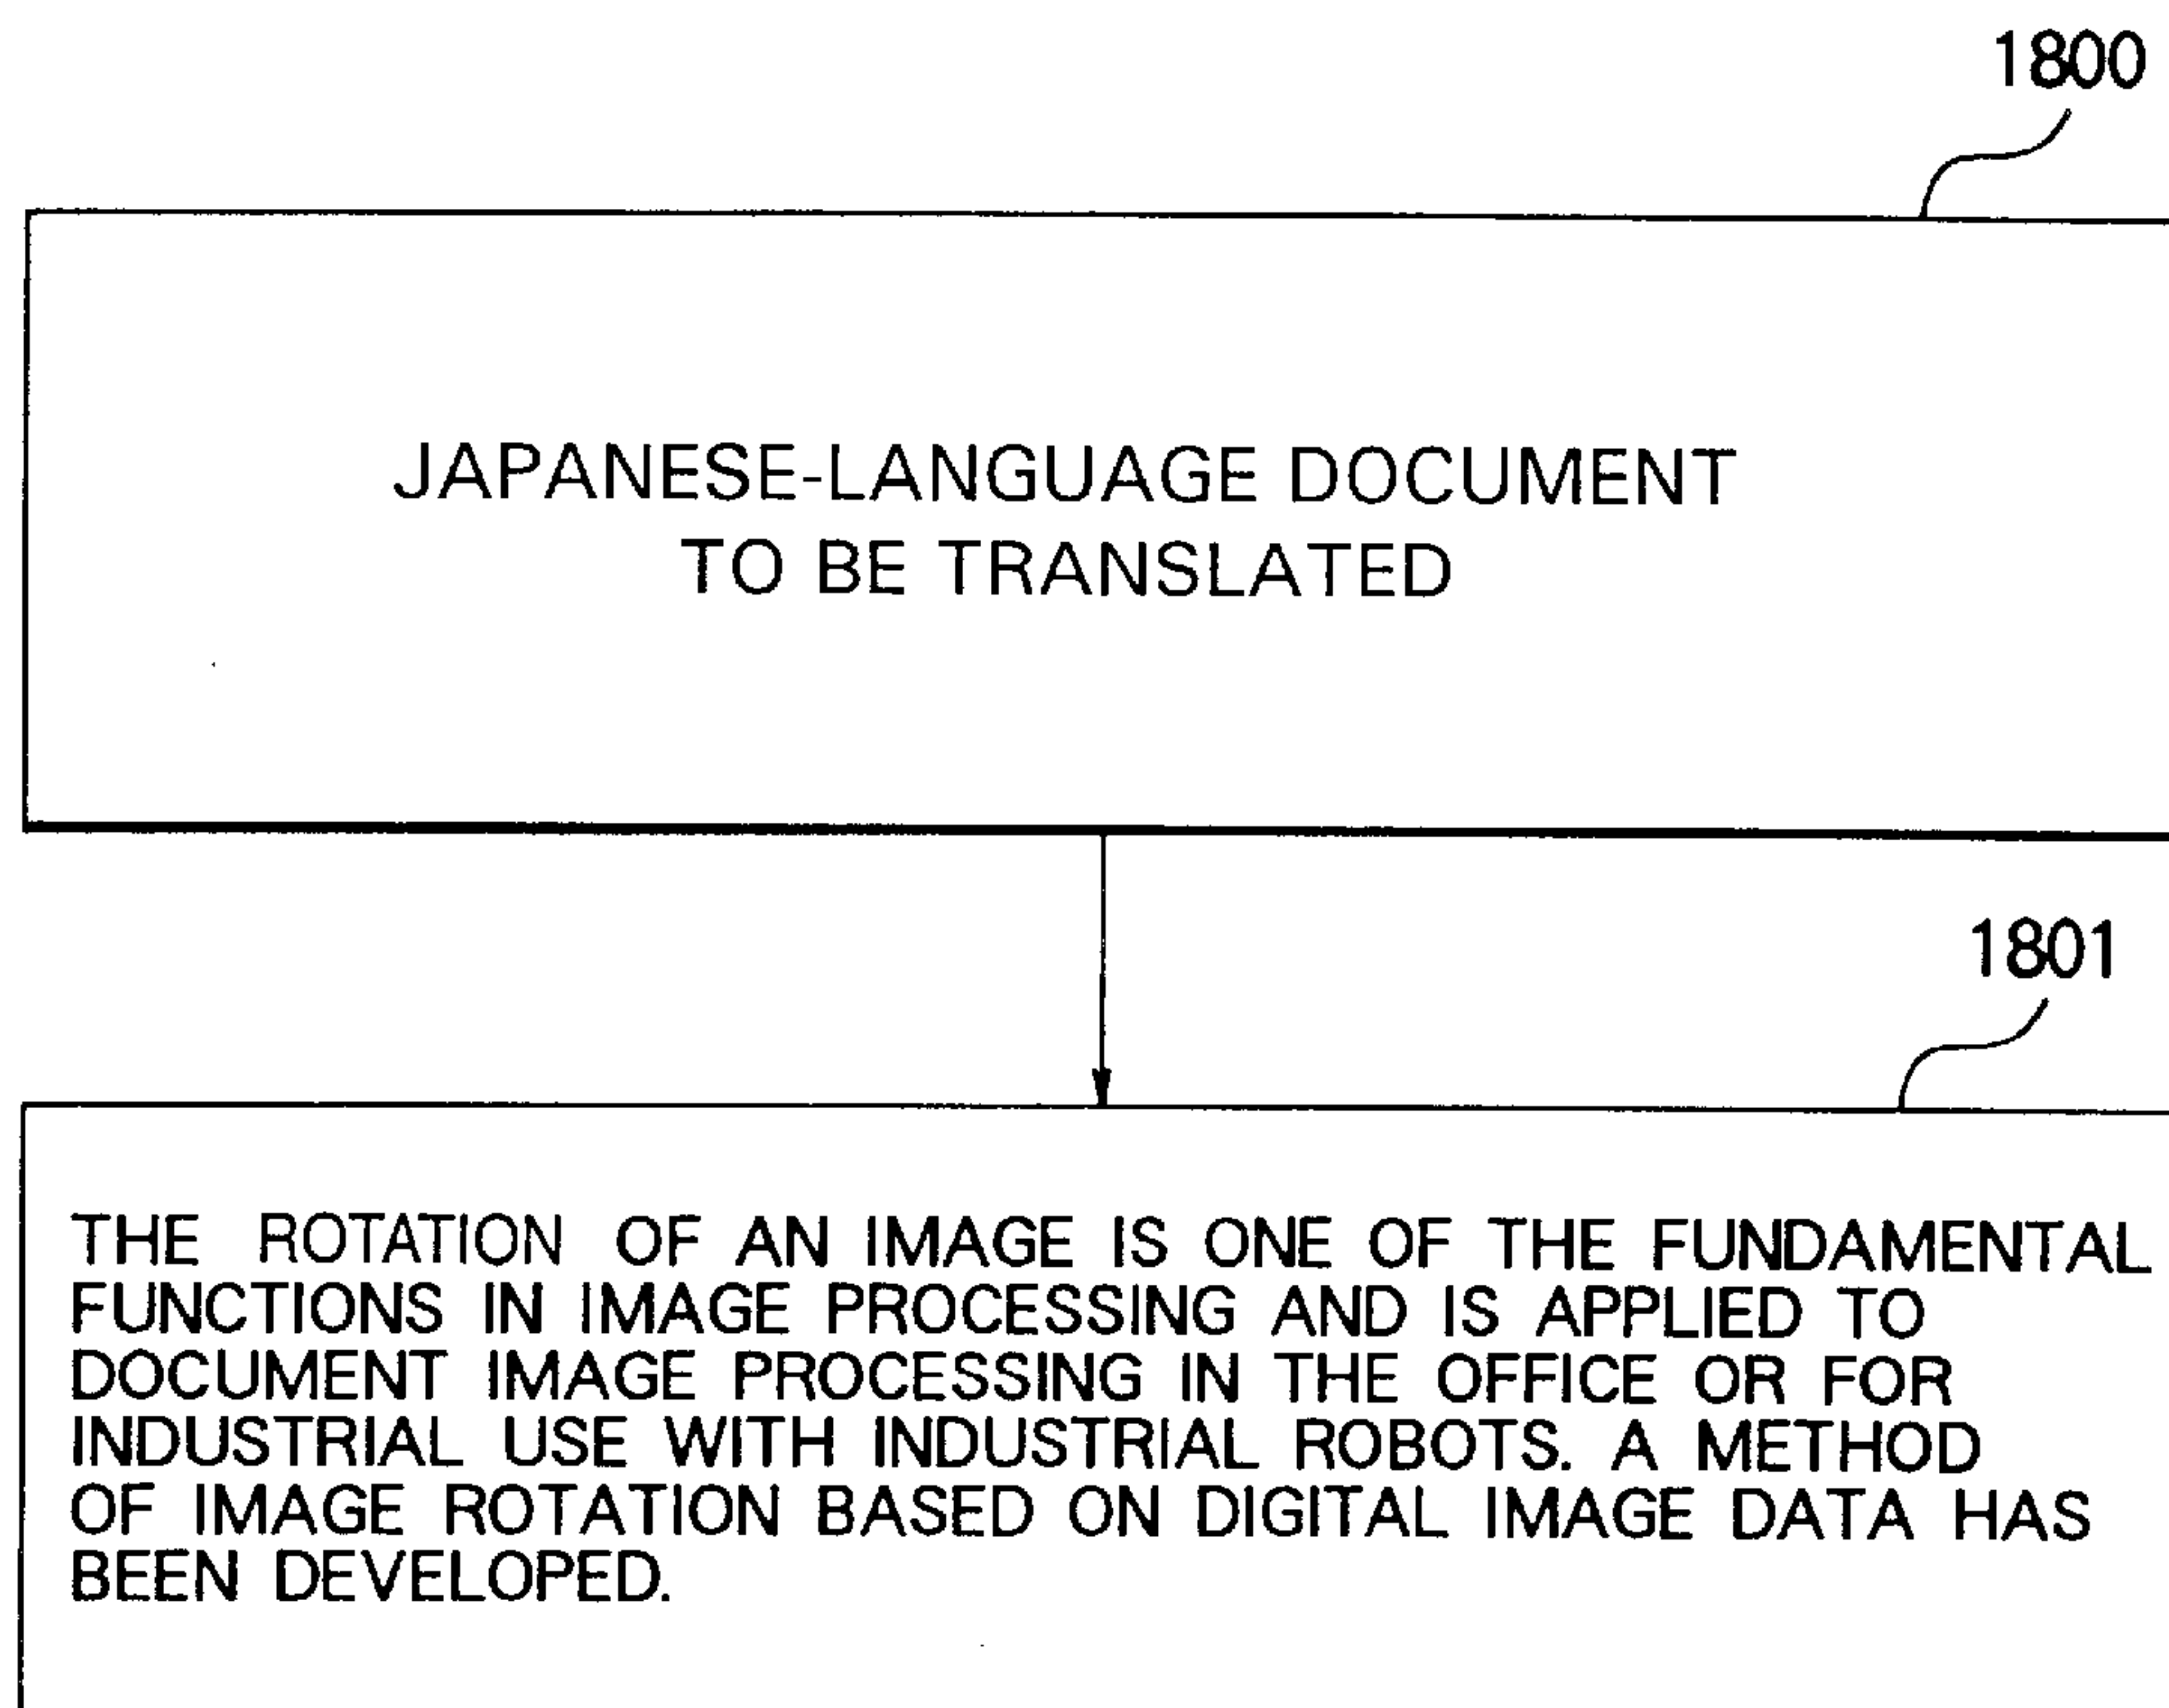 1800
JAPANESE-LANGUAGE DOCUMENT
TO BE TRANSLATED
1801
THE ROTATION OF AN IMAGE IS ONE OF THE FUNDAMENTAL
FUNCTIONS IN IMAGE PROCESSING AND IS APPLIED TO
DOCUMENT IMAGE PROCESSING IN THE OFFICE OR FOR
INDUSTRIAL USE WITH INDUSTRIAL ROBOTS. A METHOD
OF IMAGE ROTATION BASED ON DIGITAL IMAGE DATA HAS
BEEN DEVELOPED.